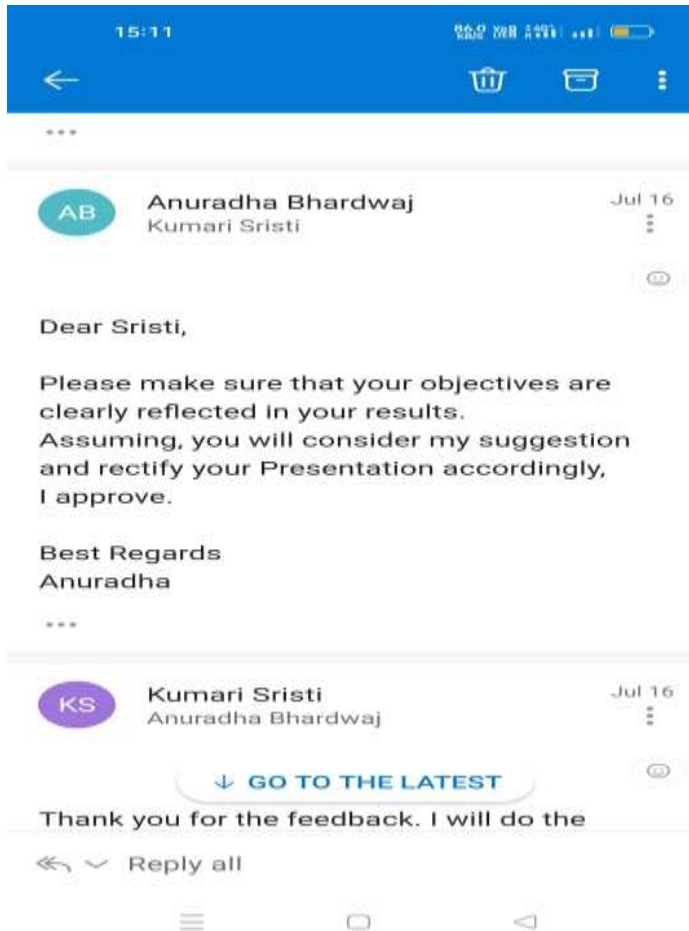 15:11
...
AB
Anuradha Bhardwaj
Jul 16
Kumari Sristi
Dear Sristi,
Please make sure that your objectives are
clearly reflected in your results.
Assuming, you will consider my suggestion
and rectify your Presentation accordingly,
I approve.
Best Regards
Anuradha
...
KS
Kumari Sristi
Jul 16
Anuradha Bhardwaj
GO TO THE LATEST
Thank you for the feedback. I will do the
Reply all